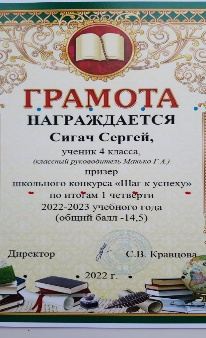 ГРАМОТА
НАГРАЖДАЕТСЯ
Сигач Сергей,
ученик 4 класса,
(классный руководитель Манько Г.А.)
призер
школьного конкурса «Шаг к успеху»
по итогам 1 четверти
2022-2023 учебного года
(общий балл -14,5)
Директор С.В. Кравцова
2022 г.